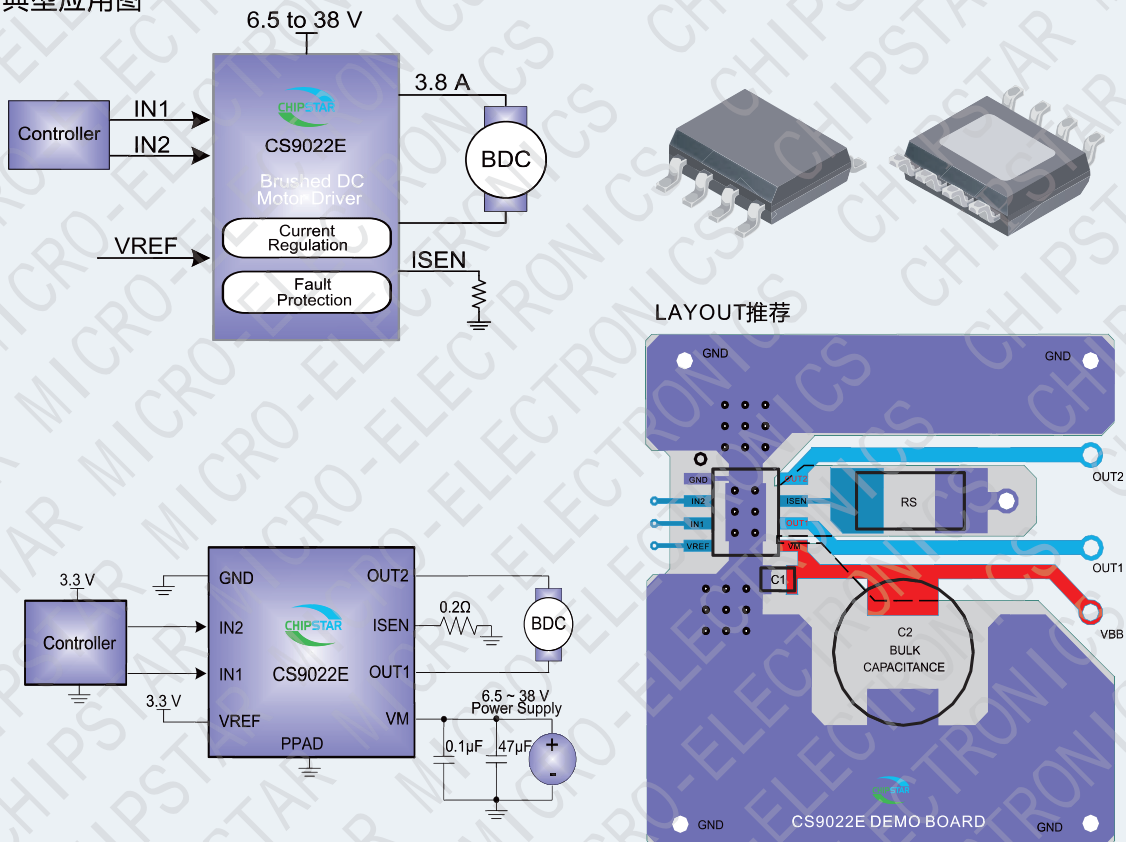 典型应用图
6.5 to 38 V
CHIPSTAR
CS9022E
Brushed DC
Motor Driver
Current
Regulation
Fault
Protection
Controller
IN1
IN2
VREF
3.8 A
BDC
ISEN
LAYOUT推荐
GND
GND
GND
IN2
IN1
VREF
OUT2
ISEN
OUT1
VM
C1
RS
OUT2
OUT1
VBB
C2
BULK
CAPACITANCE
CHIPSTAR
CS9022E DEMO BOARD
GND
GND
3.3 V
Controller
3.3 V
GND
IN2
IN1
VREF
CHIPSTAR
CS9022E
PPAD
OUT2
ISEN
OUT1
VM
0.2Ω
BDC
6.5 ~ 38 V
Power Supply
0.1μF
47μF
+
-
CHIPSTAR MICRO-ELECTRONICS